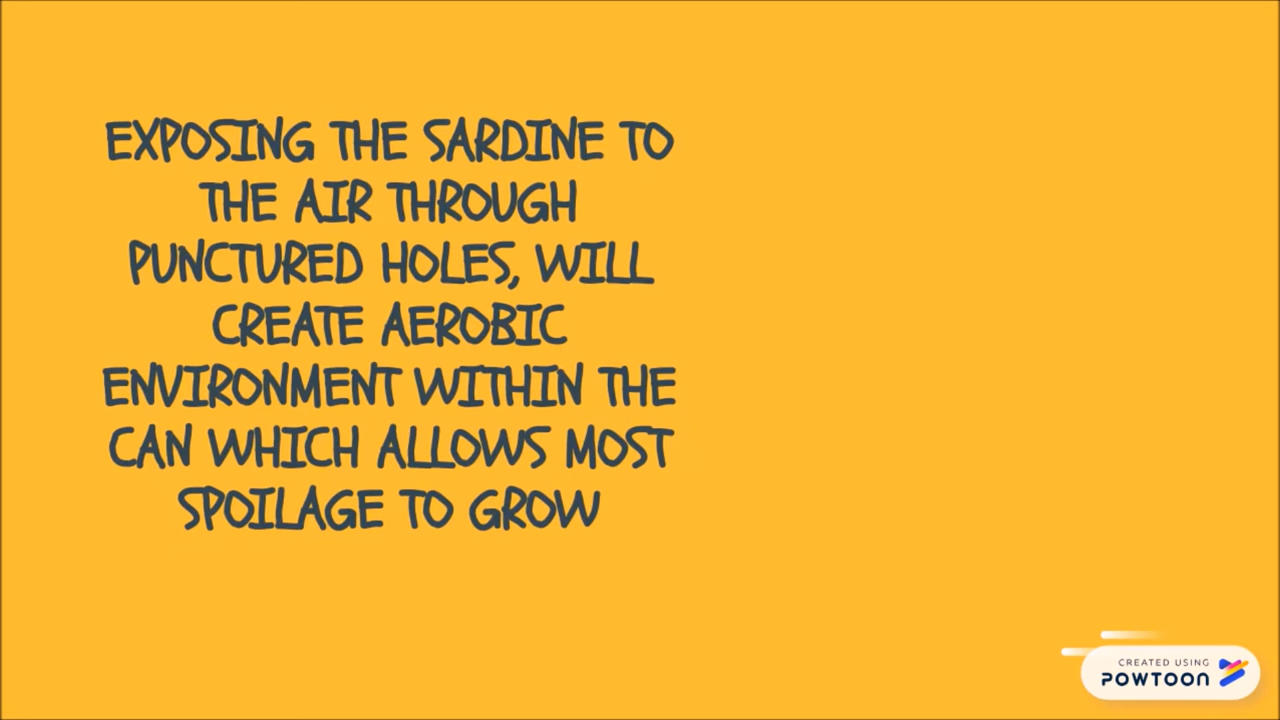 EXPOSING THE SARDINE TO
THE AIR THROUGH
PUNCTURED HOLES, WILL
CREATE AEROBIC
ENVIRONMENT WITHIN THE
CAN WHICH ALLOWS MOST
SPOILAGE TO GROW
CREATED USING
POWTOON